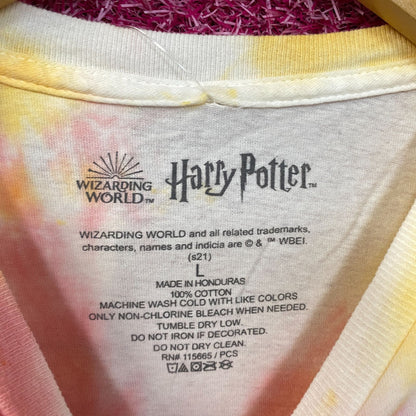 WIZARDING
WORLD™
Harry Potter™
WIZARDING WORLD and all related trademarks,
characters, names and indicia are © & ™ WBEI.
(s21)
L
MADE IN HONDURAS
100% COTTON
MACHINE WASH COLD WITH LIKE COLORS
ONLY NON-CHLORINE BLEACH WHEN NEEDED.
TUMBLE DRY LOW.
DO NOT IRON IF DECORATED.
DO NOT DRY CLEAN.
RN# 115665 / PCS